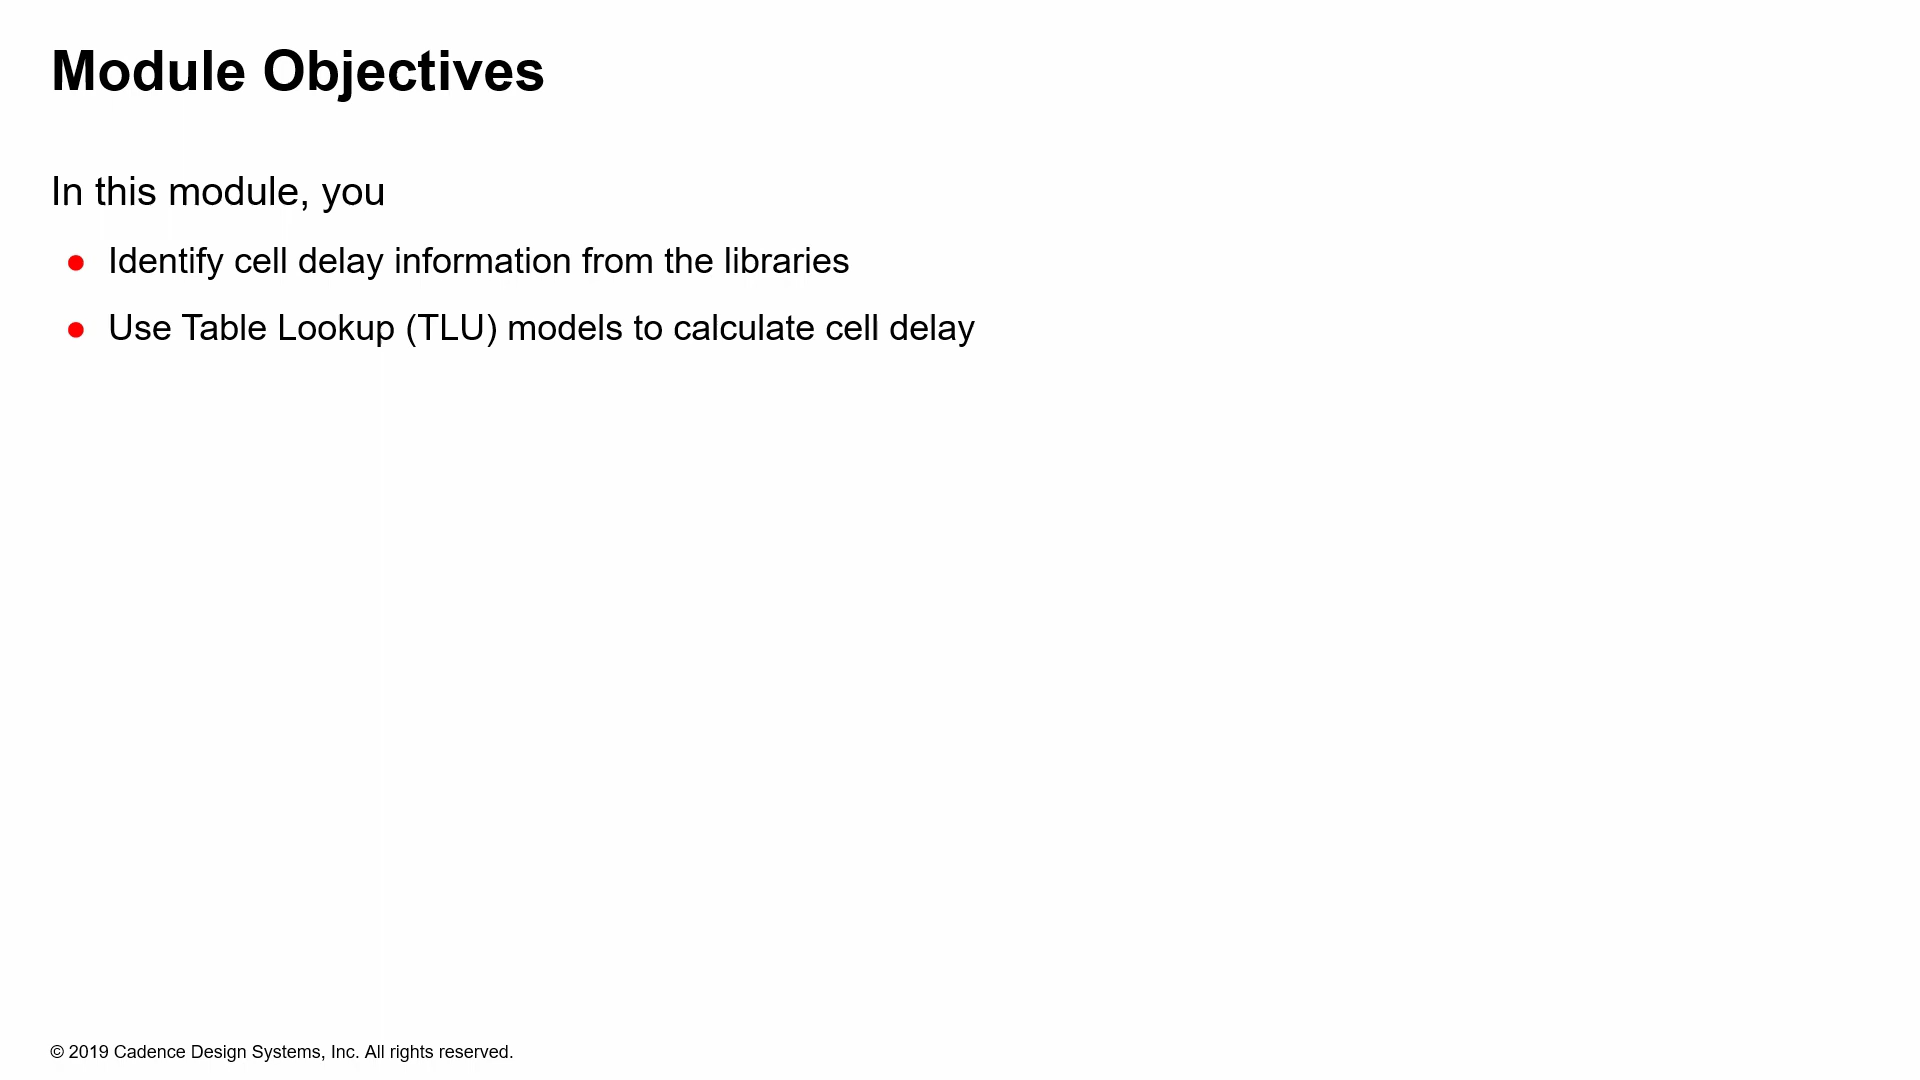 Module Objectives
In this module, you
● Identify cell delay information from the libraries
● Use Table Lookup (TLU) models to calculate cell delay
© 2019 Cadence Design Systems, Inc. All rights reserved.